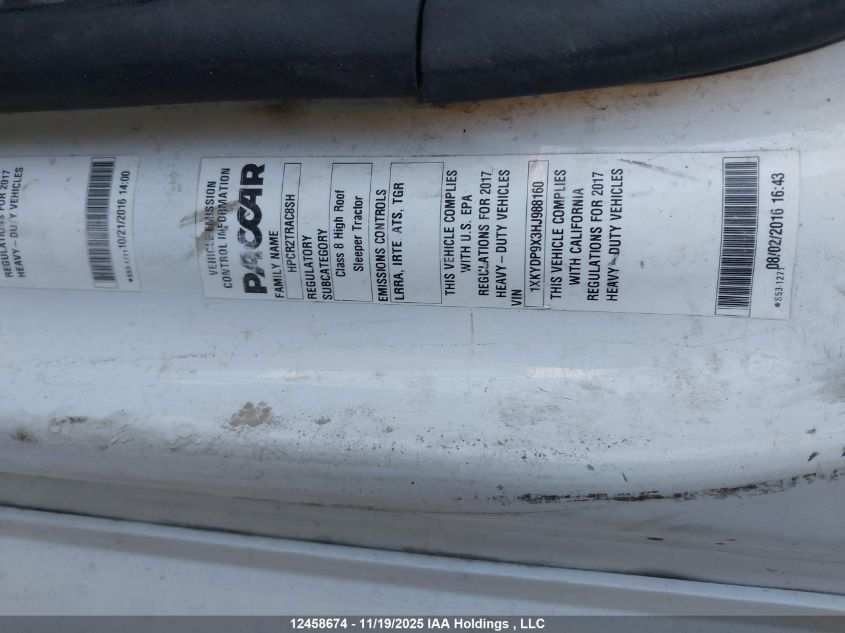 REGULATIONS FOR 2017
HEAVY – DUTY VEHICLES
10/21/2016 14:00
VEHICLE EMISSION
CONTROL INFORMATION
PACCAR
FAMILY NAME
HPCR2TRAC8SH
REGULATORY
SUBCATEGORY
Class 8 High Roof
Sleeper Tractor
EMISSIONS CONTROLS
LRRA, IRTE ATS, TGR
THIS VEHICLE COMPLIES
WITH U.S. EPA
REGULATIONS FOR 2017
HEAVY – DUTY VEHICLES
VIN
1XKYDP9X3HJ988160
THIS VEHICLE COMPLIES
WITH CALIFORNIA
REGULATIONS FOR 2017
HEAVY – DUTY VEHICLES
08/02/2016 16:43
12458674 - 11/19/2025 IAA Holdings , LLC